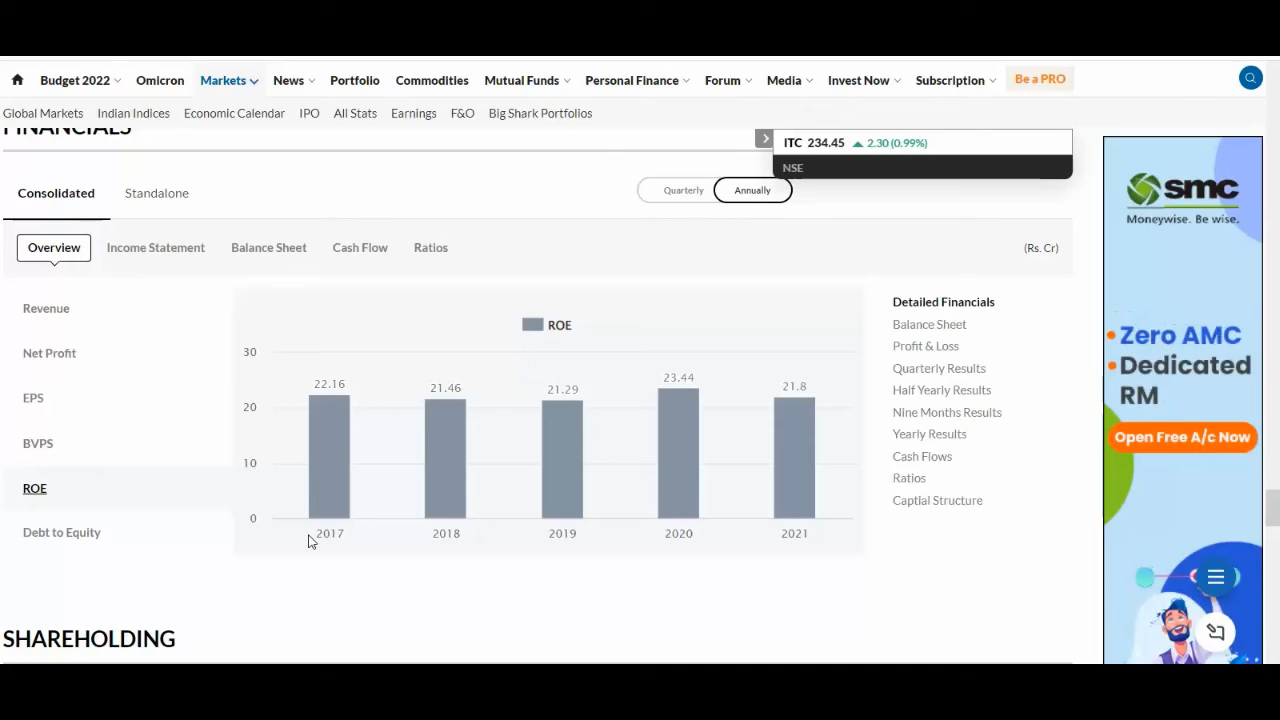 Budget 2022 Omicron Markets News Portfolio Commodities Mutual Funds Personal Finance Forum Media Invest Now Subscription Be a PRO
Global Markets Indian Indices Economic Calendar IPO All Stats Earnings F&O Big Shark Portfolios
FINANCIALS
ITC 234.45 2.30 (0.99%)
NSE
Consolidated Standalone
Quarterly Annually
Overview Income Statement Balance Sheet Cash Flow Ratios (Rs. Cr)
Revenue
Net Profit
EPS
BVPS
ROE
Debt to Equity
ROE
30
20
10
0
22.16 21.46 21.29 23.44 21.8
2017 2018 2019 2020 2021
Detailed Financials
Balance Sheet
Profit & Loss
Quarterly Results
Half Yearly Results
Nine Months Results
Yearly Results
Cash Flows
Ratios
Captial Structure
smc
Moneywise. Be wise.
Zero AMC
Dedicated
RM
Open Free A/c Now
SHAREHOLDING